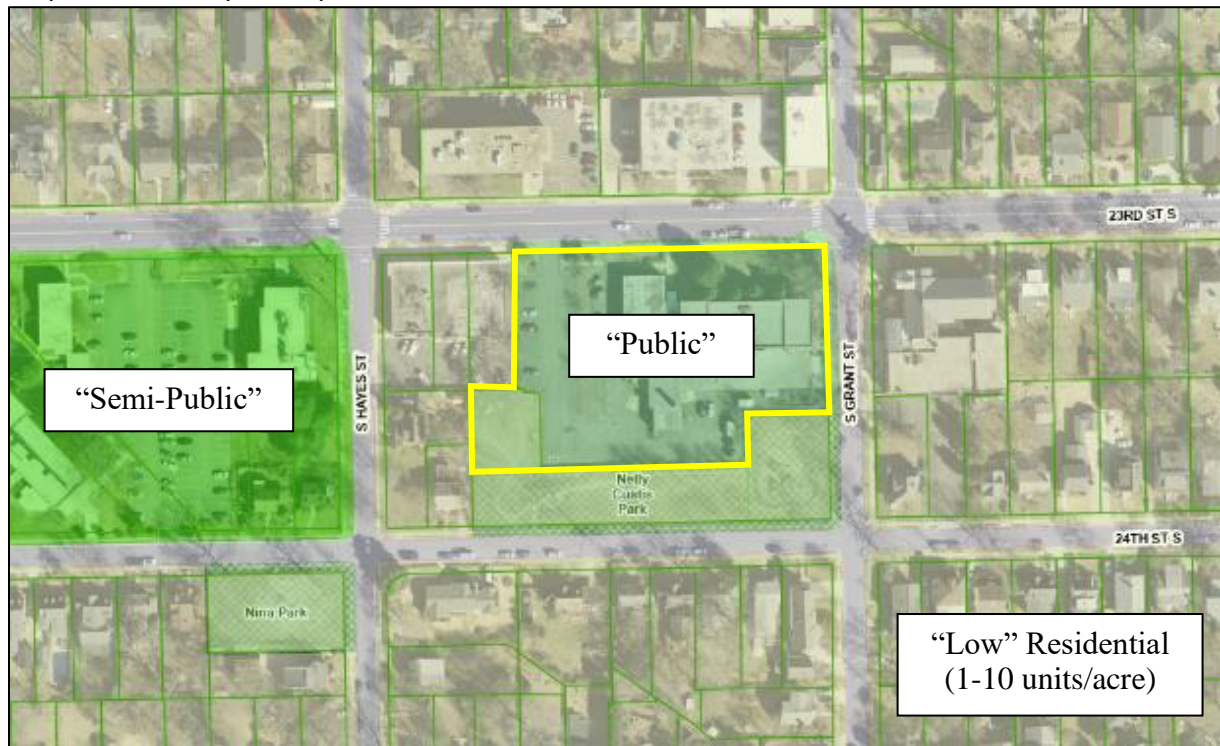 23RD ST S
“Public”
“Semi-Public”
S HAYES ST
S GRANT ST
Nelly
Custis
Park
24TH ST S
Nina Park
“Low” Residential
(1-10 units/acre)